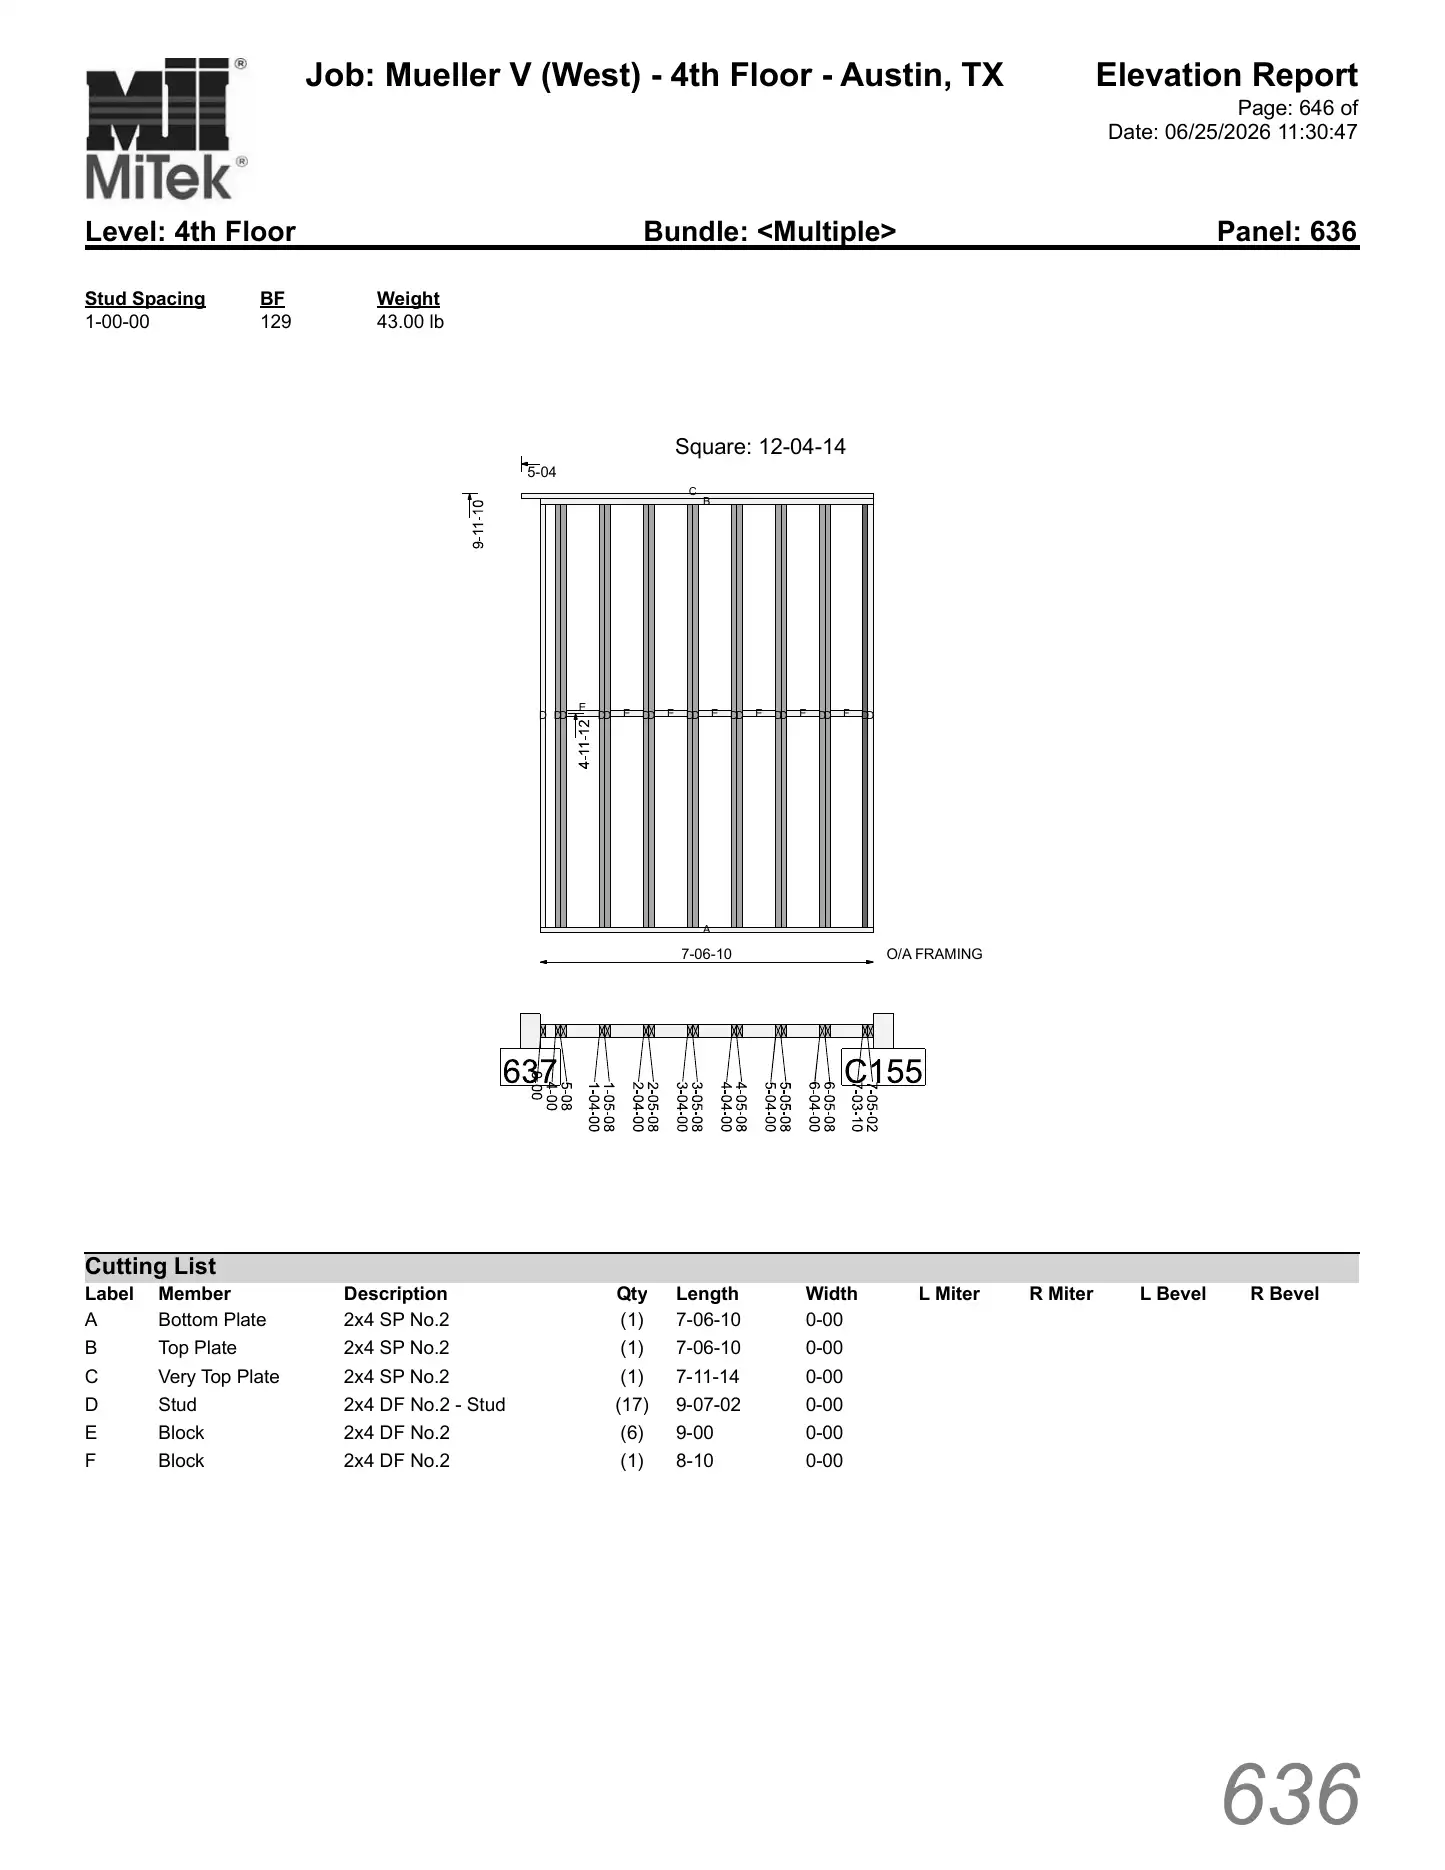 MiTek®
Job: Mueller V (West) - 4th Floor - Austin, TX
Elevation Report
Page: 646 of
Date: 06/25/2026 11:30:47
Level: 4th Floor Bundle: <Multiple> Panel: 636
Stud Spacing BF Weight
1-00-00 129 43.00 lb
Square: 12-04-14
5-04
9-11-10
C
B
F F F F F F
4-11-12
A
7-06-10 O/A FRAMING
637 C155
4-00 5-08 1-04-00 1-05-08 2-04-00 2-05-08 3-04-00 3-05-08 4-04-00 4-05-08 5-04-00 5-05-08 6-04-00 6-05-08 7-03-10 7-05-02
Cutting List
Label Member Description Qty Length Width L Miter R Miter L Bevel R Bevel
A Bottom Plate 2x4 SP No.2 (1) 7-06-10 0-00
B Top Plate 2x4 SP No.2 (1) 7-06-10 0-00
C Very Top Plate 2x4 SP No.2 (1) 7-11-14 0-00
D Stud 2x4 DF No.2 - Stud (17) 9-07-02 0-00
E Block 2x4 DF No.2 (6) 9-00 0-00
F Block 2x4 DF No.2 (1) 8-10 0-00
636